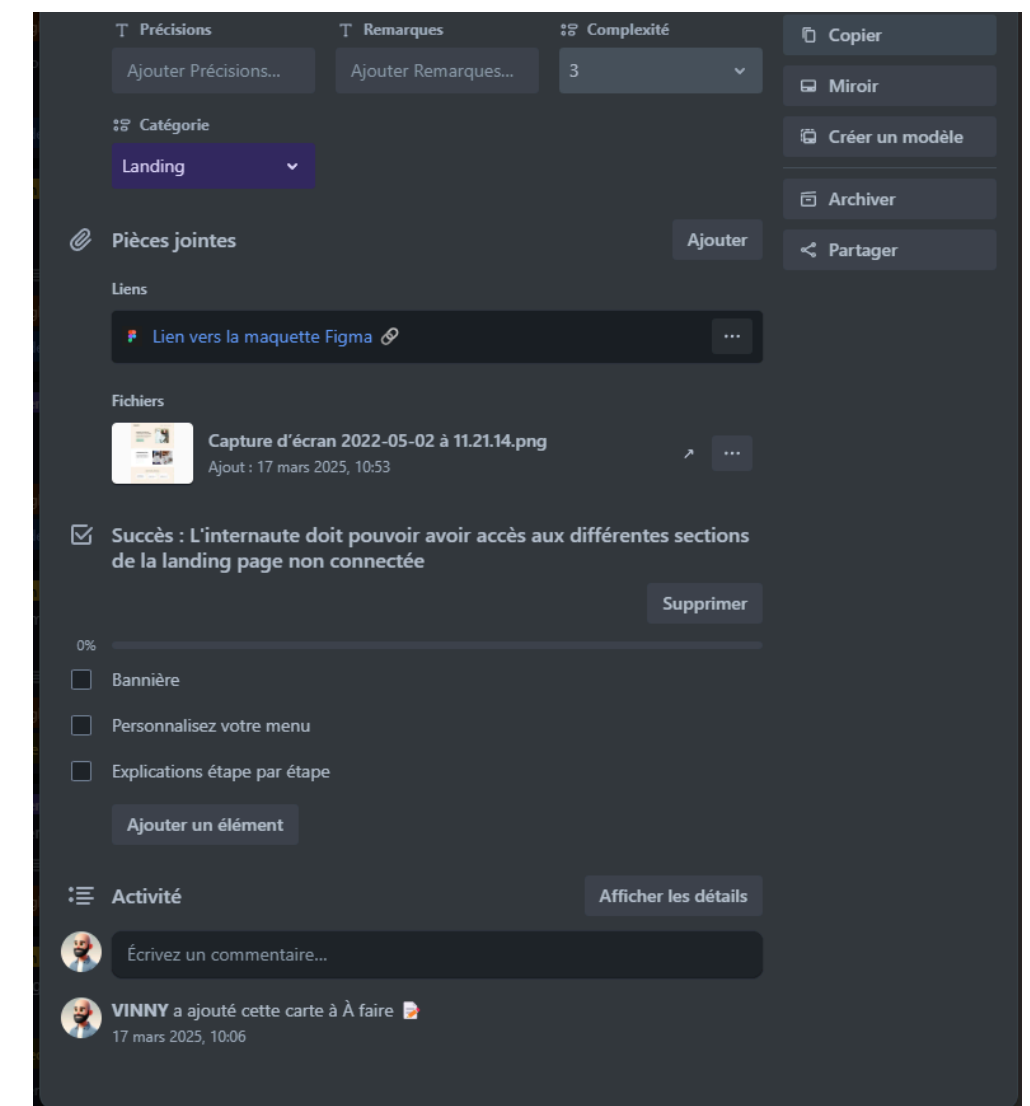 Précisions
Remarques
Complexité
Ajouter Précisions...
Ajouter Remarques...
3
Catégorie
Landing
Copier
Miroir
Créer un modèle
Archiver
Partager
Pièces jointes
Ajouter
Liens
Lien vers la maquette Figma
Fichiers
Capture d'écran 2022-05-02 à 11.21.14.png
Ajout : 17 mars 2025, 10:53
Succès : L'internaute doit pouvoir avoir accès aux différentes sections
de la landing page non connectée
Supprimer
0%
Bannière
Personnalisez votre menu
Explications étape par étape
Ajouter un élément
Activité
Afficher les détails
Écrivez un commentaire...
VINNY a ajouté cette carte à À faire 📝
17 mars 2025, 10:06